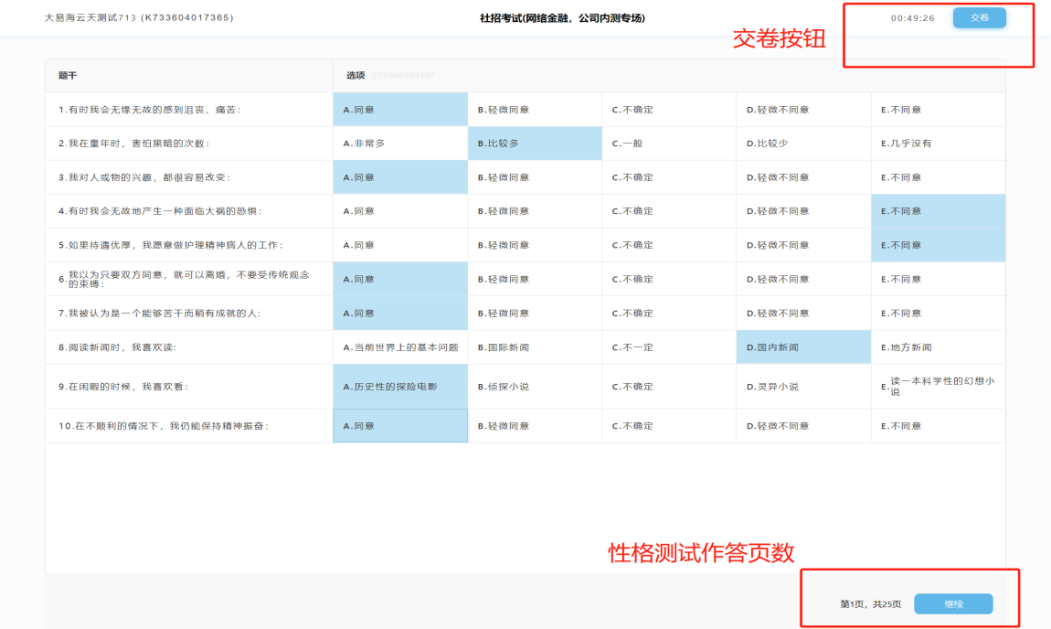 大易海云天测试713 (K733604017365)
社招考试(网络金融，公司内测专场)
00:49:26
交卷
交卷按钮
题干
选项
1.有时我会无缘无故的感到沮丧、痛苦:
A.同意
B.轻微同意
C.不确定
D.轻微不同意
E.不同意
2.我在童年时，害怕黑暗的次数:
A.非常多
B.比较多
C.一般
D.比较少
E.几乎没有
3.我对人或物的兴趣，都很容易改变:
A.同意
B.轻微同意
C.不确定
D.轻微不同意
E.不同意
4.有时我会无故地产生一种面临大祸的恐惧:
A.同意
B.轻微同意
C.不确定
D.轻微不同意
E.不同意
5.如果待遇优厚，我愿意做护理精神病人的工作:
A.同意
B.轻微同意
C.不确定
D.轻微不同意
E.不同意
6.我以为只要双方同意，就可以离婚，不要受传统观念
的束缚:
A.同意
B.轻微同意
C.不确定
D.轻微不同意
E.不同意
7.我被认为是一个能够苦干而稍有成就的人:
A.同意
B.轻微同意
C.不确定
D.轻微不同意
E.不同意
8.阅读新闻时，我喜欢读:
A.当前世界上的基本问题
B.国际新闻
C.不一定
D.国内新闻
E.地方新闻
9.在闲暇的时候，我喜欢看:
A.历史性的探险电影
B.侦探小说
C.不确定
D.灵异小说
E.读一本科学性的幻想小
说
10.在不顺利的情况下，我仍能保持精神振奋:
A.同意
B.轻微同意
C.不确定
D.轻微不同意
E.不同意
性格测试作答页数
第1页，共25页
继续